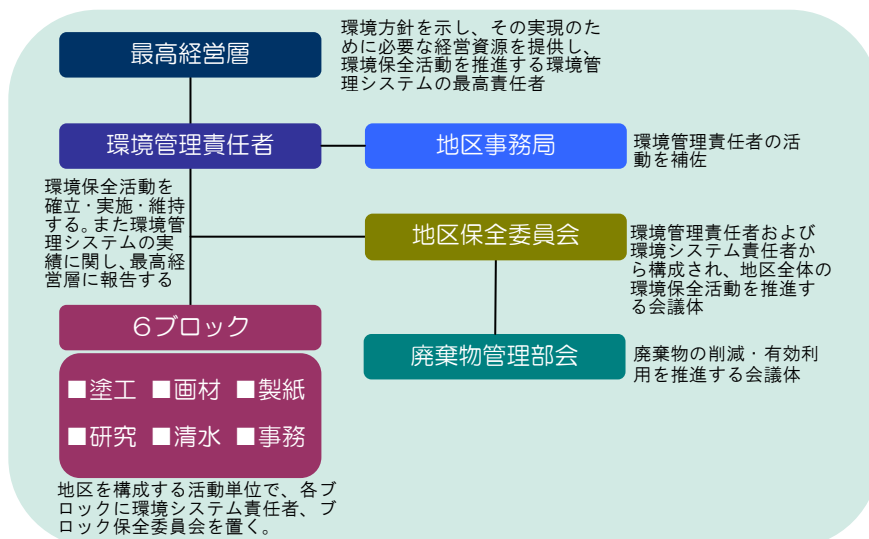 最高経営層
環境方針を示し、その実現のた
めに必要な経営資源を提供し、
環境保全活動を推進する環境管
理システムの最高責任者
環境管理責任者
地区事務局
環境管理責任者の活
動を補佐
環境保全活動を
確立・実施・維持
する。また環境管
理システムの実
績に関し、最高経
営層に報告する
地区保全委員会
環境管理責任者および
環境システム責任者か
ら構成され、地区全体の
環境保全活動を推進す
る会議体
6ブロック
廃棄物管理部会
廃棄物の削減・有効利
用を推進する会議体
■塗工 ■画材 ■製紙
■研究 ■清水 ■事務
地区を構成する活動単位で、各ブ
ロックに環境システム責任者、ブ
ロック保全委員会を置く。